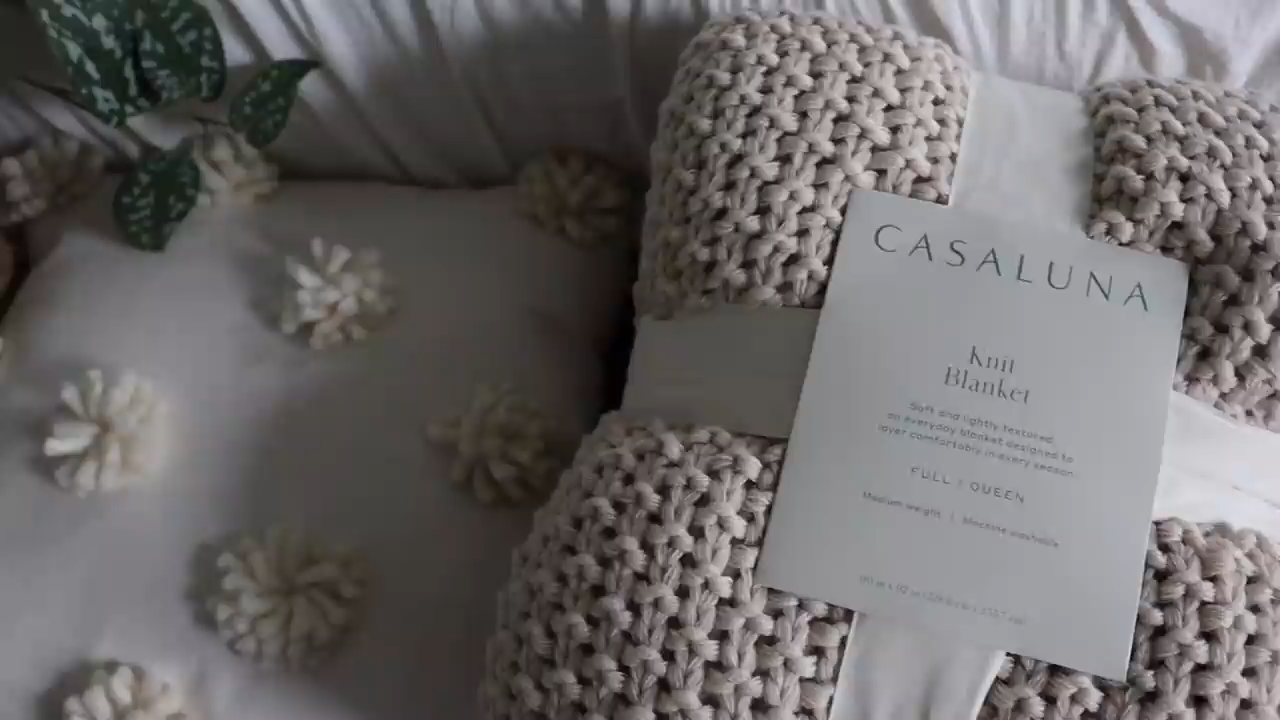 CASALUNA
Knit
Blanket
Soft and lightly textured,
an everyday blanket designed to
layer comfortably in every season.
FULL / QUEEN
Medium weight | Machine washable